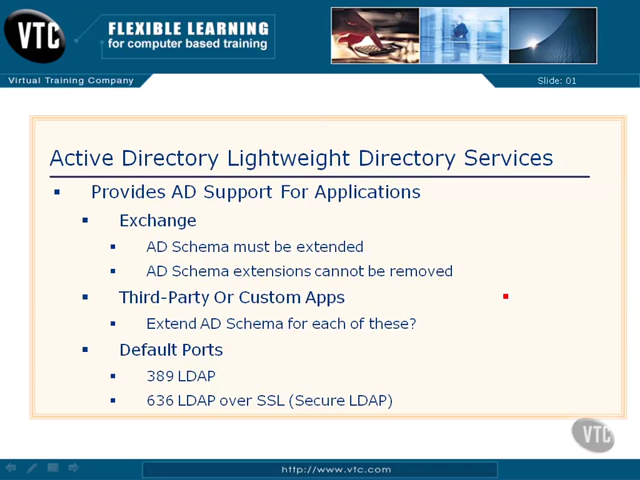 VTC
FLEXIBLE LEARNING
for computer based training
Virtual Training Company
Slide: 01
Active Directory Lightweight Directory Services
▪ Provides AD Support For Applications
▪ Exchange
▪ AD Schema must be extended
▪ AD Schema extensions cannot be removed
▪ Third-Party Or Custom Apps
▪ Extend AD Schema for each of these?
▪ Default Ports
▪ 389 LDAP
▪ 636 LDAP over SSL (Secure LDAP)
VTC
http://www.vtc.com